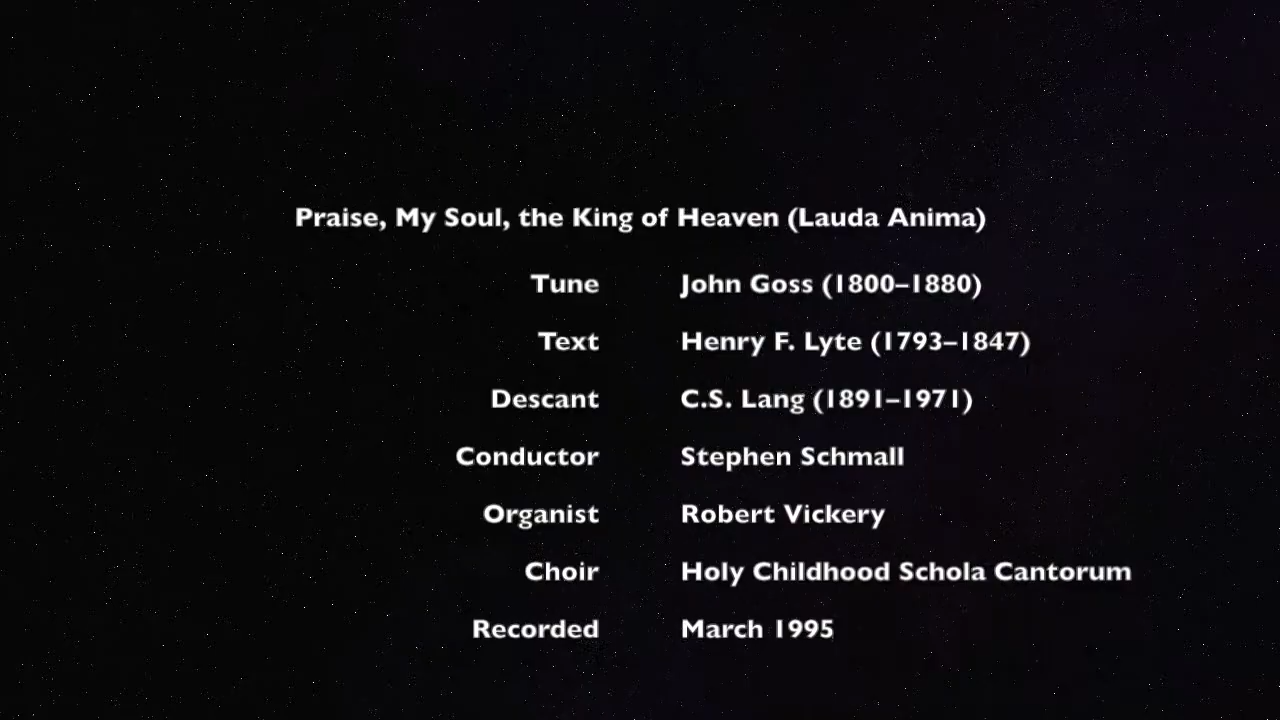 Praise, My Soul, the King of Heaven (Lauda Anima)
Tune John Goss (1800–1880)
Text Henry F. Lyte (1793–1847)
Descant C.S. Lang (1891–1971)
Conductor Stephen Schmall
Organist Robert Vickery
Choir Holy Childhood Schola Cantorum
Recorded March 1995